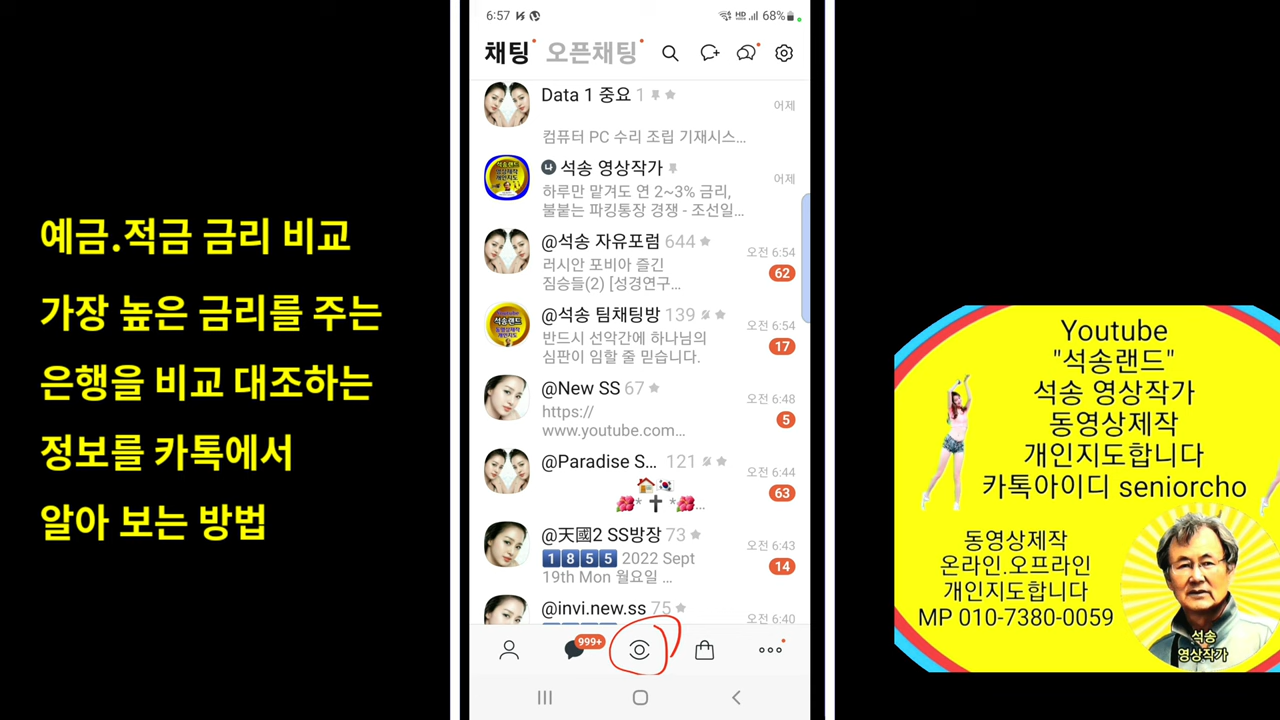 예금.적금 금리 비교
가장 높은 금리를 주는
은행을 비교 대조하는
정보를 카톡에서
알아 보는 방법
6:57
HD 68%
채팅 오픈채팅
Data 1 중요 1
어제
컴퓨터 PC 수리 조립 기재시스...
나 석송 영상작가
어제
하루만 맡겨도 연 2~3% 금리,
불붙는 파킹통장 경쟁 - 조선일...
@석송 자유포럼 644
오전 6:54
러시안 포비아 즐긴
짐승들(2) [성경연구...
62
@석송 팀채팅방 139
오전 6:54
반드시 선악간에 하나님의
심판이 임할 줄 믿습니다.
17
@New SS 67
오전 6:48
https://
www.youtube.com...
5
@Paradise S... 121
오전 6:44
63
@天國2 SS방장 73
오전 6:43
1855 2022 Sept
19th Mon 월요일 ...
14
@invi.new.ss 75
오전 6:40
999+
Youtube
"석송랜드"
석송 영상작가
동영상제작
개인지도합니다
카톡아이디 seniorcho
동영상제작
온라인.오프라인
개인지도합니다
MP 010-7380-0059
석송
영상작가